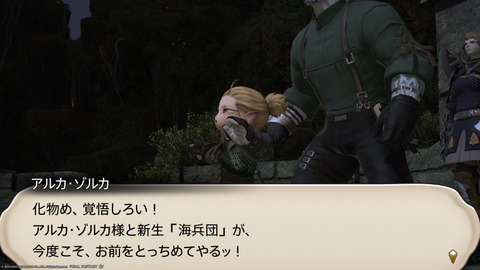 アルカ・ゾルカ
化物め、覚悟しろい！
アルカ・ゾルカ様と新生「海兵団」が、
今度こそ、お前をとっちめてやるッ！